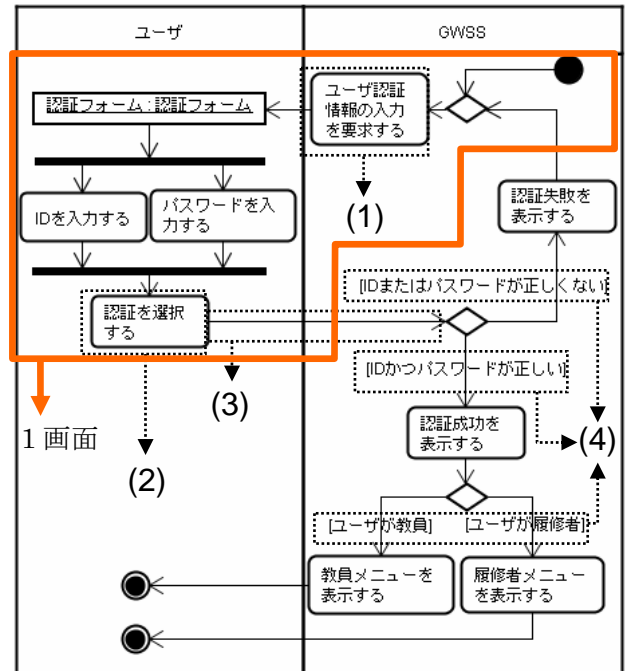 ユーザ
GWSS
ユーザ認証
情報の入力
を要求する
認証フォーム：認証フォーム
(1)
認証失敗を
表示する
IDを入力する
パスワードを入
力する
[IDまたはパスワードが正しくない]
認証を選択
する
[IDかつパスワードが正しい]
(3)
1画面
(2)
認証成功を
表示する
(4)
[ユーザが教員]
[ユーザが履修者]
教員メニューを
表示する
履修者メニュー
を表示する